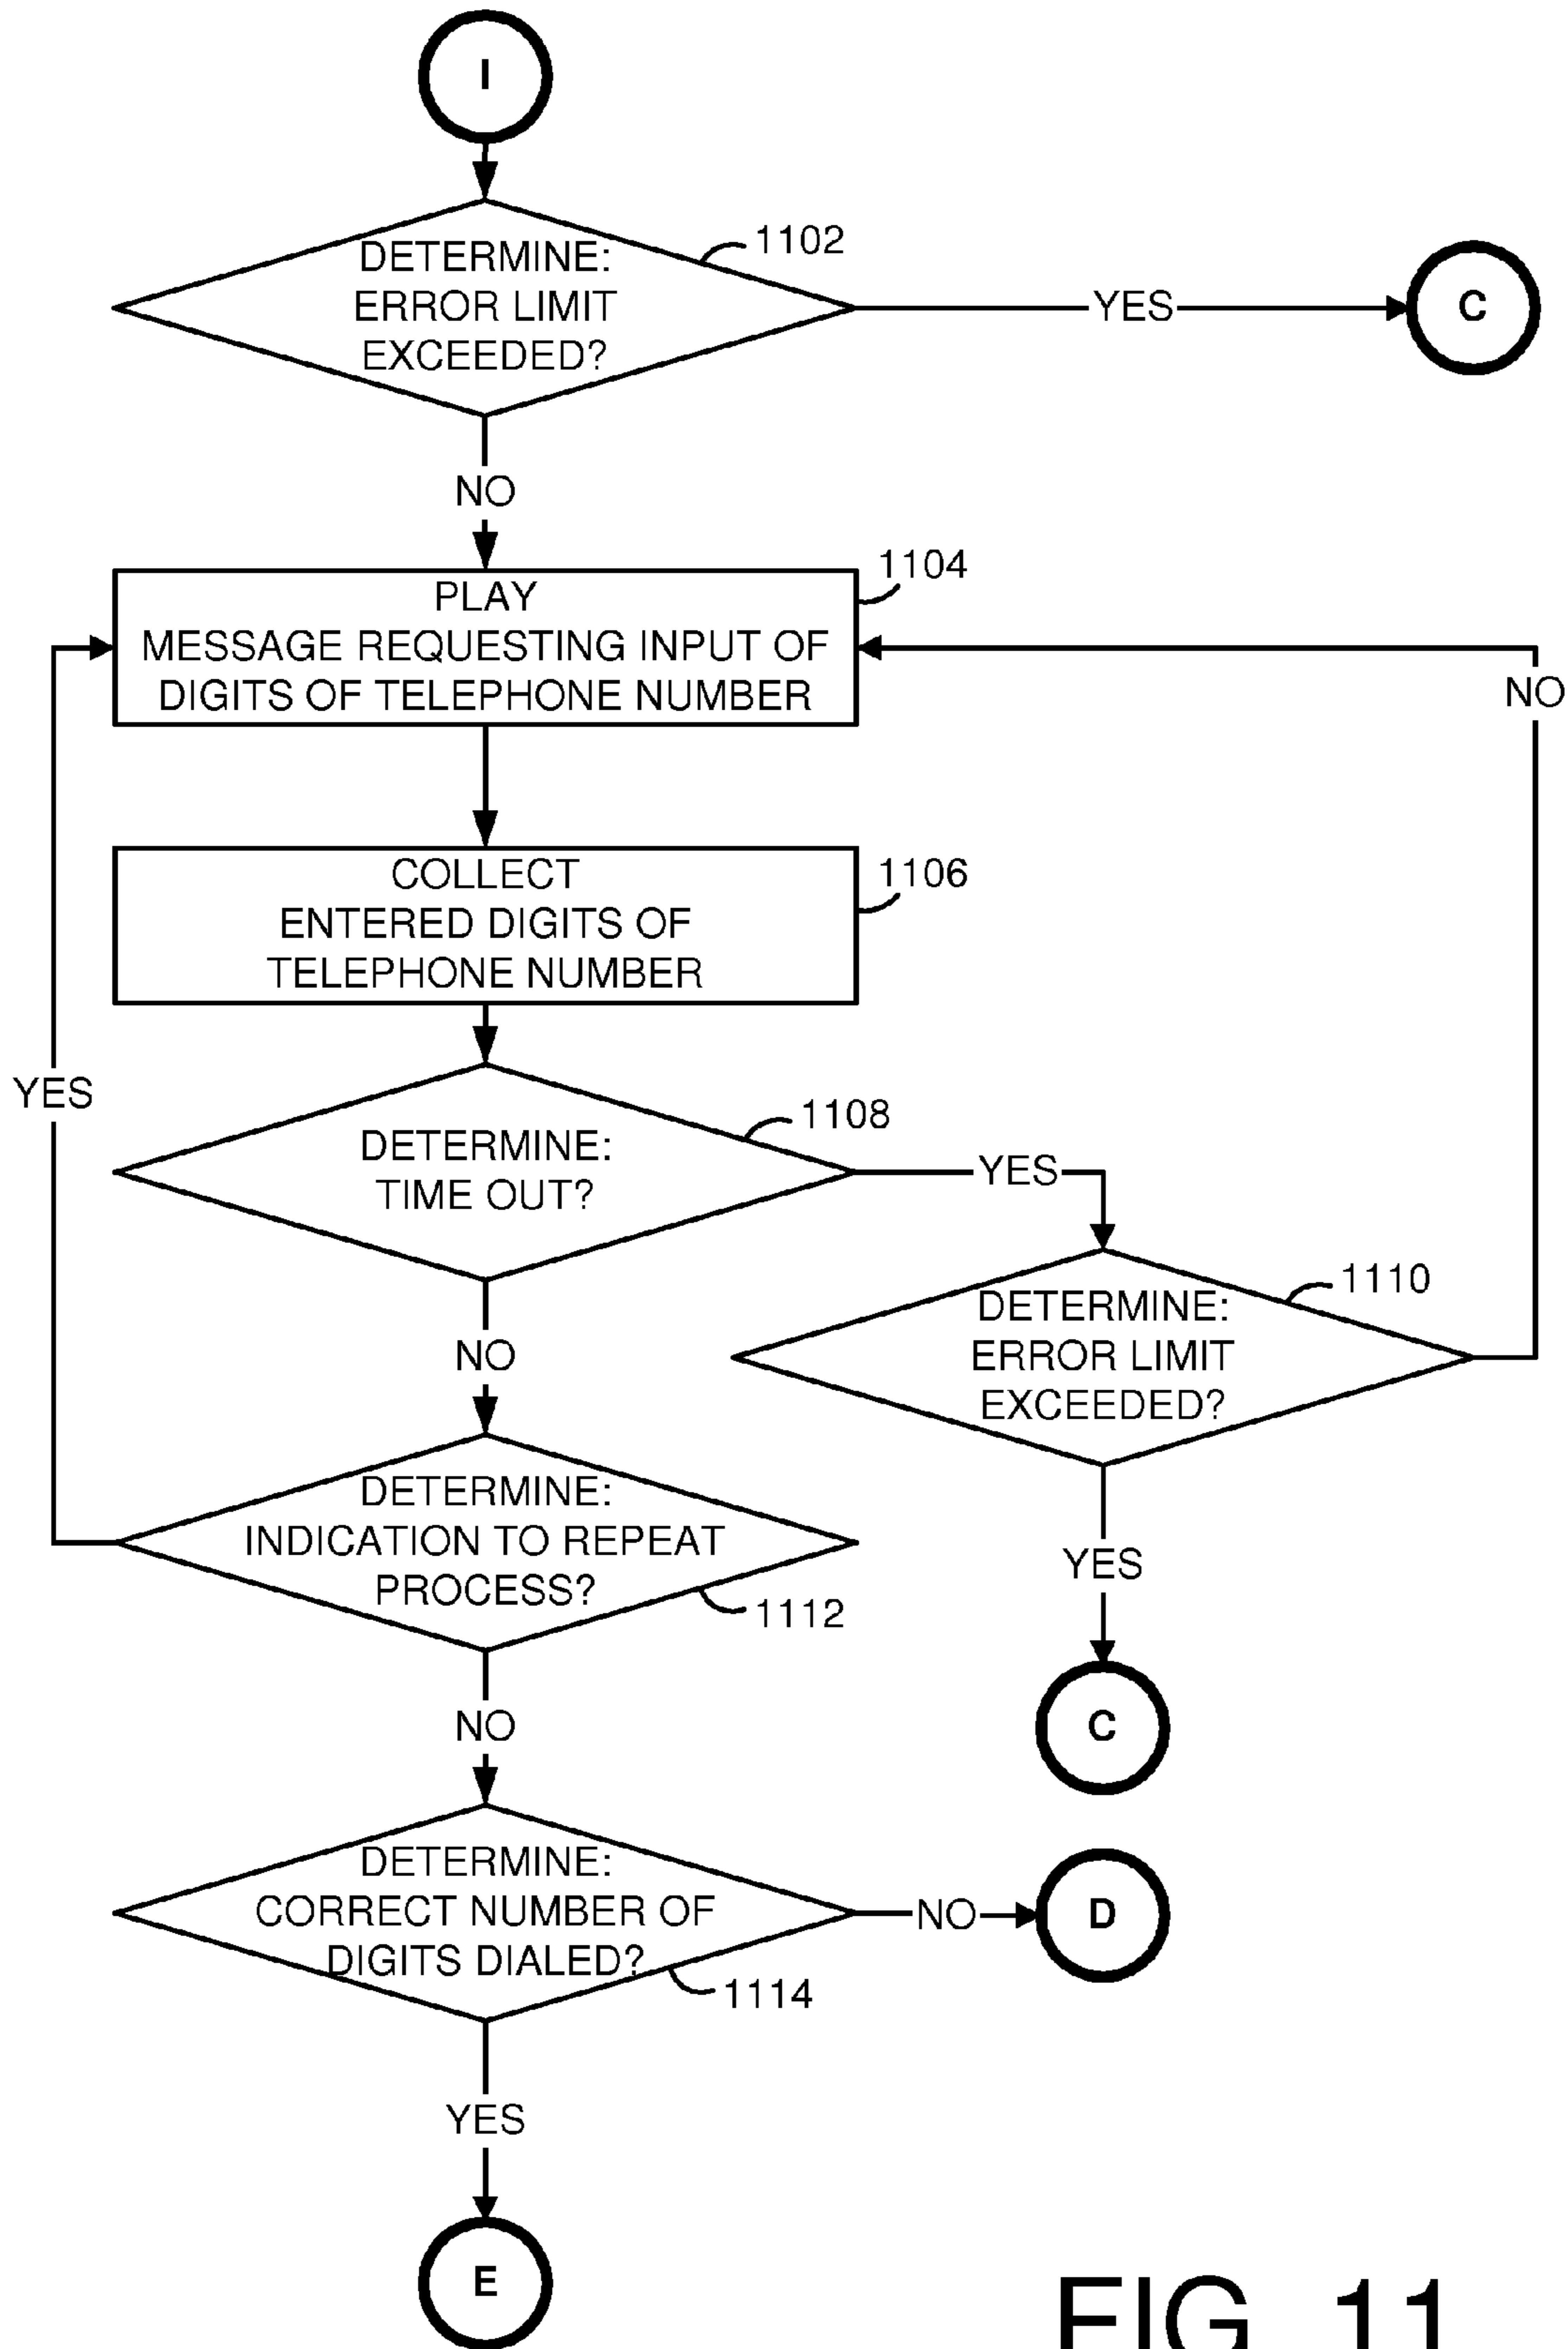 I
DETERMINE:
ERROR LIMIT
EXCEEDED?
1102
YES
C
NO
PLAY
MESSAGE REQUESTING INPUT OF
DIGITS OF TELEPHONE NUMBER
1104
NO
COLLECT
ENTERED DIGITS OF
TELEPHONE NUMBER
1106
YES
DETERMINE:
TIME OUT?
1108
YES
NO
DETERMINE:
ERROR LIMIT
EXCEEDED?
1110
DETERMINE:
INDICATION TO REPEAT
PROCESS?
1112
YES
C
NO
DETERMINE:
CORRECT NUMBER OF
DIGITS DIALED?
1114
NO
D
YES
E
FIG. 11